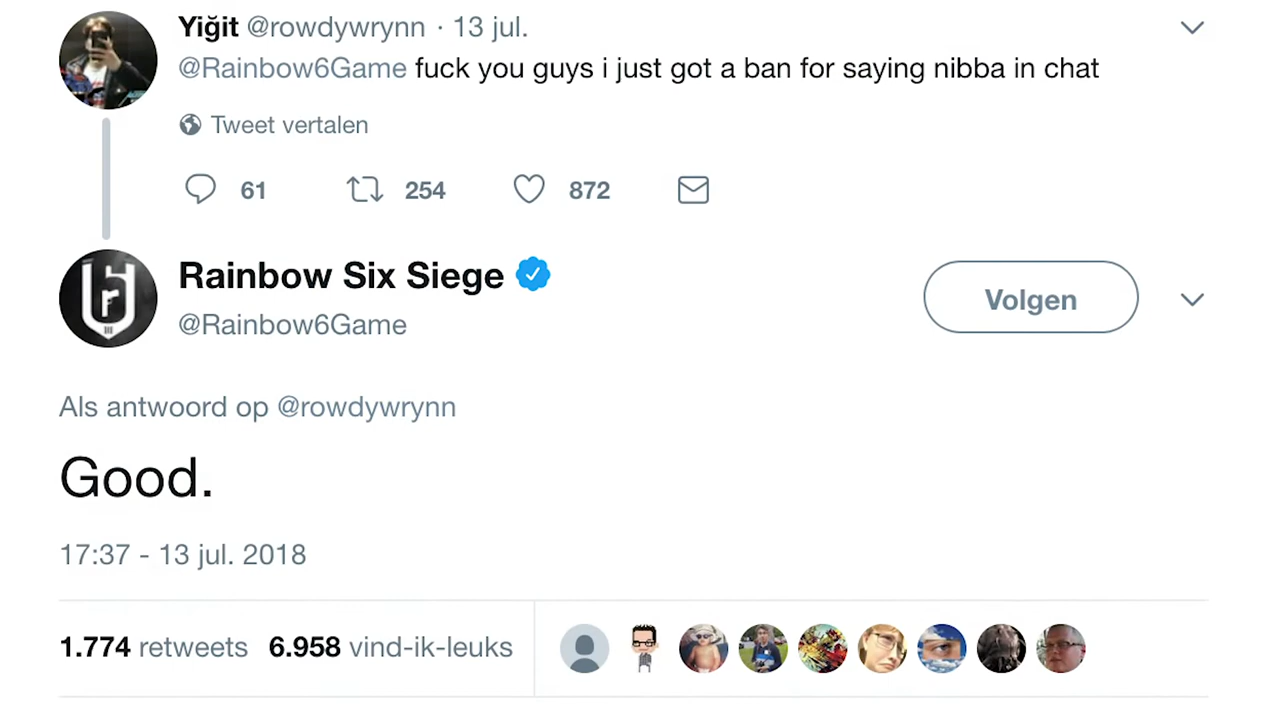 Yiğit @rowdywrynn · 13 jul.
@Rainbow6Game fuck you guys i just got a ban for saying nibba in chat
Tweet vertalen
61 254 872
Rainbow Six Siege
@Rainbow6Game
Volgen
Als antwoord op @rowdywrynn
Good.
17:37 - 13 jul. 2018
1.774 retweets 6.958 vind-ik-leuks